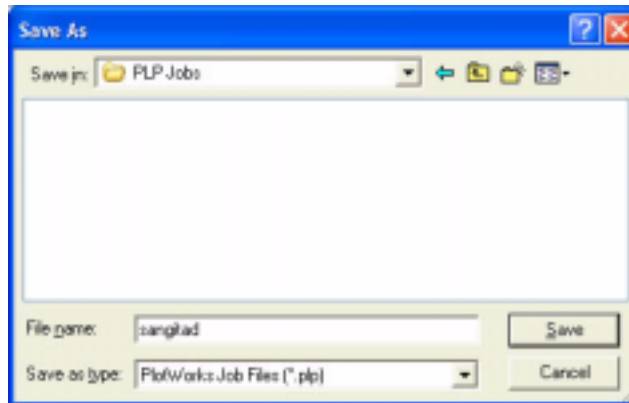 Save As
Save in: PLP Jobs
File name: sangitad
Save
Save as type: PlotWorks Job Files (*.plp)
Cancel